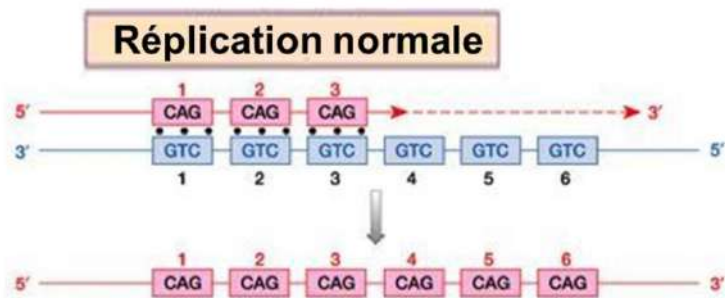 Réplication normale
1 2 3
5′ CAG CAG CAG 3′
3′ GTC GTC GTC GTC GTC GTC 5′
1 2 3 4 5 6
1 2 3 4 5 6
5′ CAG CAG CAG CAG CAG CAG 3′